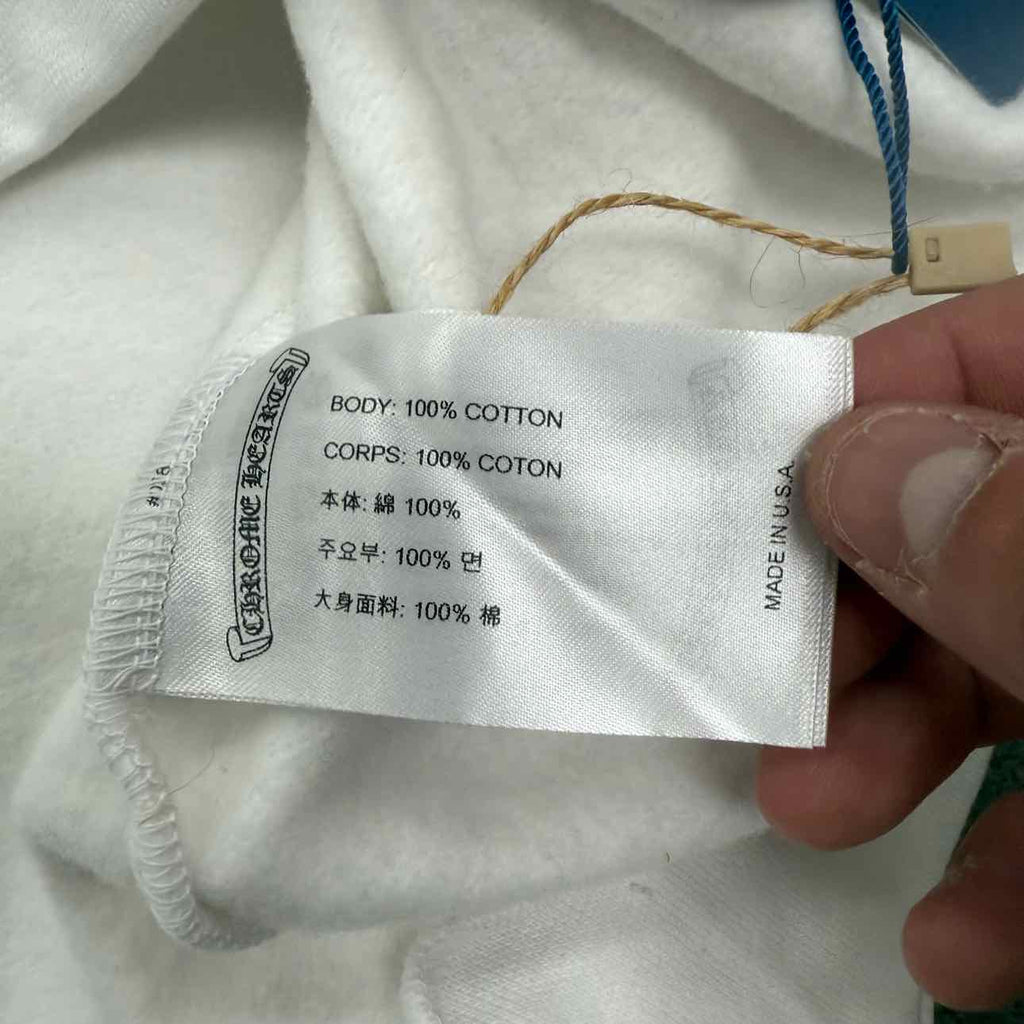 CHROME HEARTS
BODY: 100% COTTON
CORPS: 100% COTON
本体: 綿 100%
주요부: 100% 면
大身面料: 100% 棉
MADE IN U.S.A.